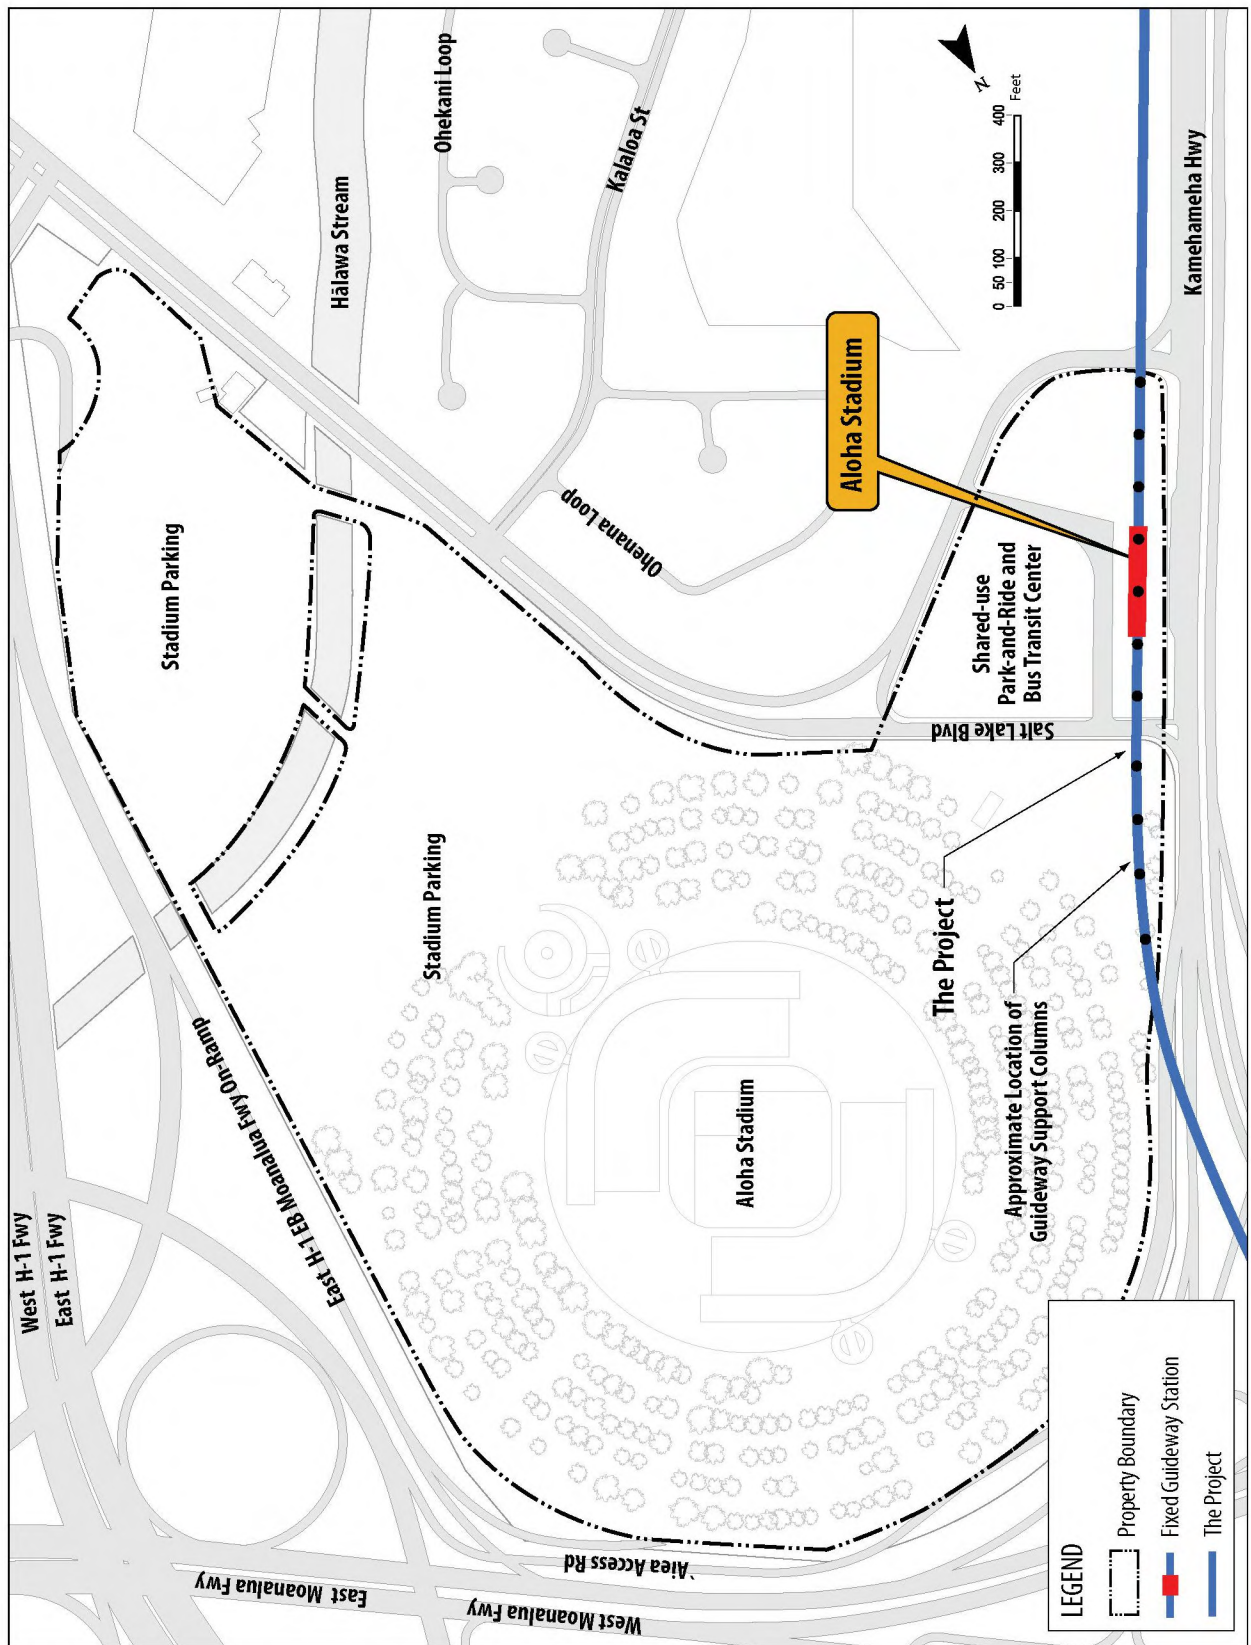 West H-1 Fwy
East H-1 Fwy
East Moanalua Fwy
West Moanalua Fwy
East H-1 EB Moanalua Fwy On-Ramp
`Aiea Access Rd
Stadium Parking
Stadium Parking
Hālawa Stream
Ohekani Loop
Kalaloa St
Ohenana Loop
Aloha Stadium
Aloha Stadium
Shared-use
Park-and-Ride and
Bus Transit Center
Salt Lake Blvd
The Project
Approximate Location of
Guideway Support Columns
Kamehameha Hwy
N
0 50 100 200 300 400
Feet
LEGEND
Property Boundary
Fixed Guideway Station
The Project